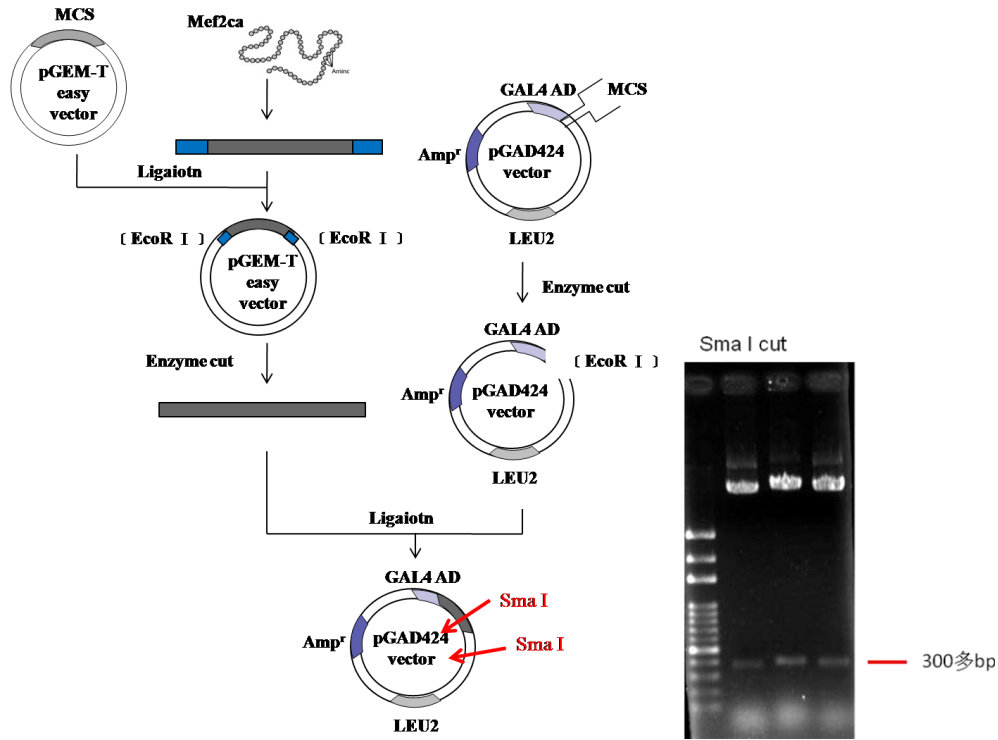 MCS
pGEM-T
easy
vector
Mef2ca
Amino
Ligaiotn
〔 EcoR Ⅰ 〕
〔 EcoR Ⅰ 〕
pGEM-T
easy
vector
Enzyme cut
GAL4 AD
MCS
Ampr
pGAD424
vector
LEU2
Enzyme cut
GAL4 AD
〔 EcoR Ⅰ 〕
Ampr
pGAD424
vector
LEU2
Ligaiotn
GAL4 AD
Sma Ⅰ
Ampr
pGAD424
vector
Sma Ⅰ
LEU2
Sma I cut
300多bp